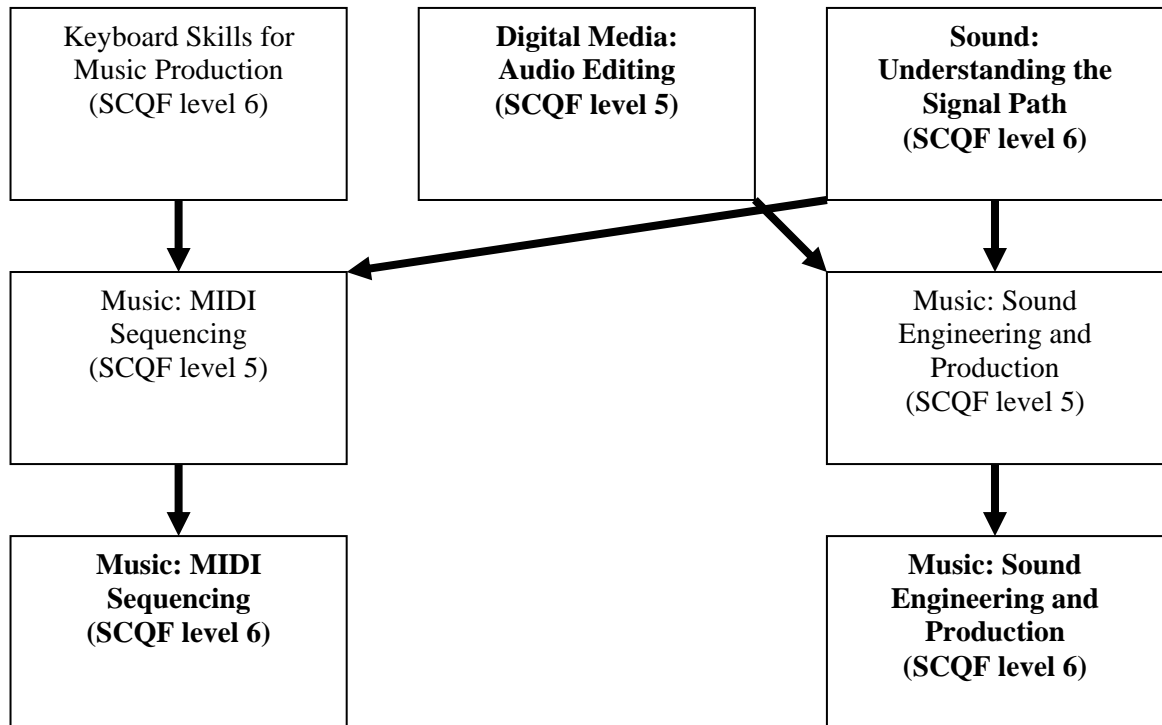 Keyboard Skills for
Music Production
(SCQF level 6)
Digital Media:
Audio Editing
(SCQF level 5)
Sound:
Understanding the
Signal Path
(SCQF level 6)
Music: MIDI
Sequencing
(SCQF level 5)
Music: Sound
Engineering and
Production
(SCQF level 5)
Music: MIDI
Sequencing
(SCQF level 6)
Music: Sound
Engineering and
Production
(SCQF level 6)